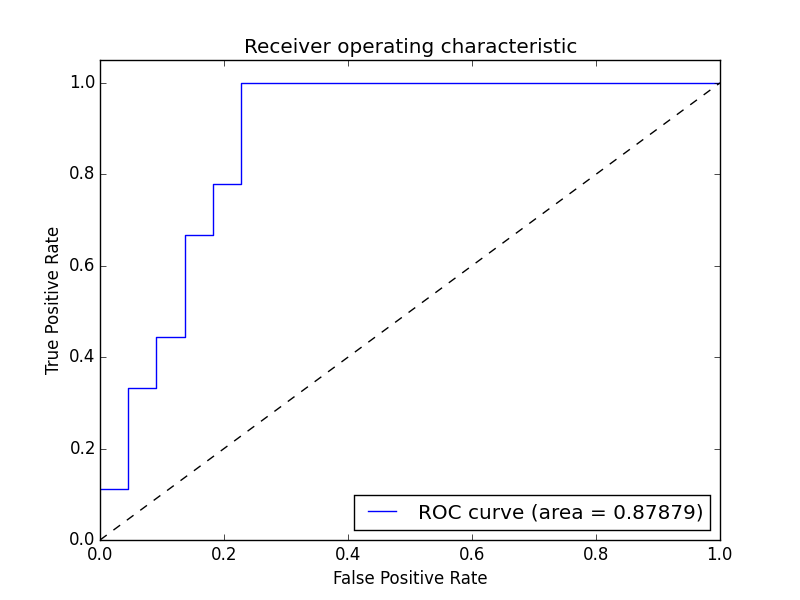 Receiver operating characteristic
1.0
0.8
0.6
0.4
0.2
0.0
True Positive Rate
ROC curve (area = 0.87879)
0.0 0.2 0.4 0.6 0.8 1.0
False Positive Rate